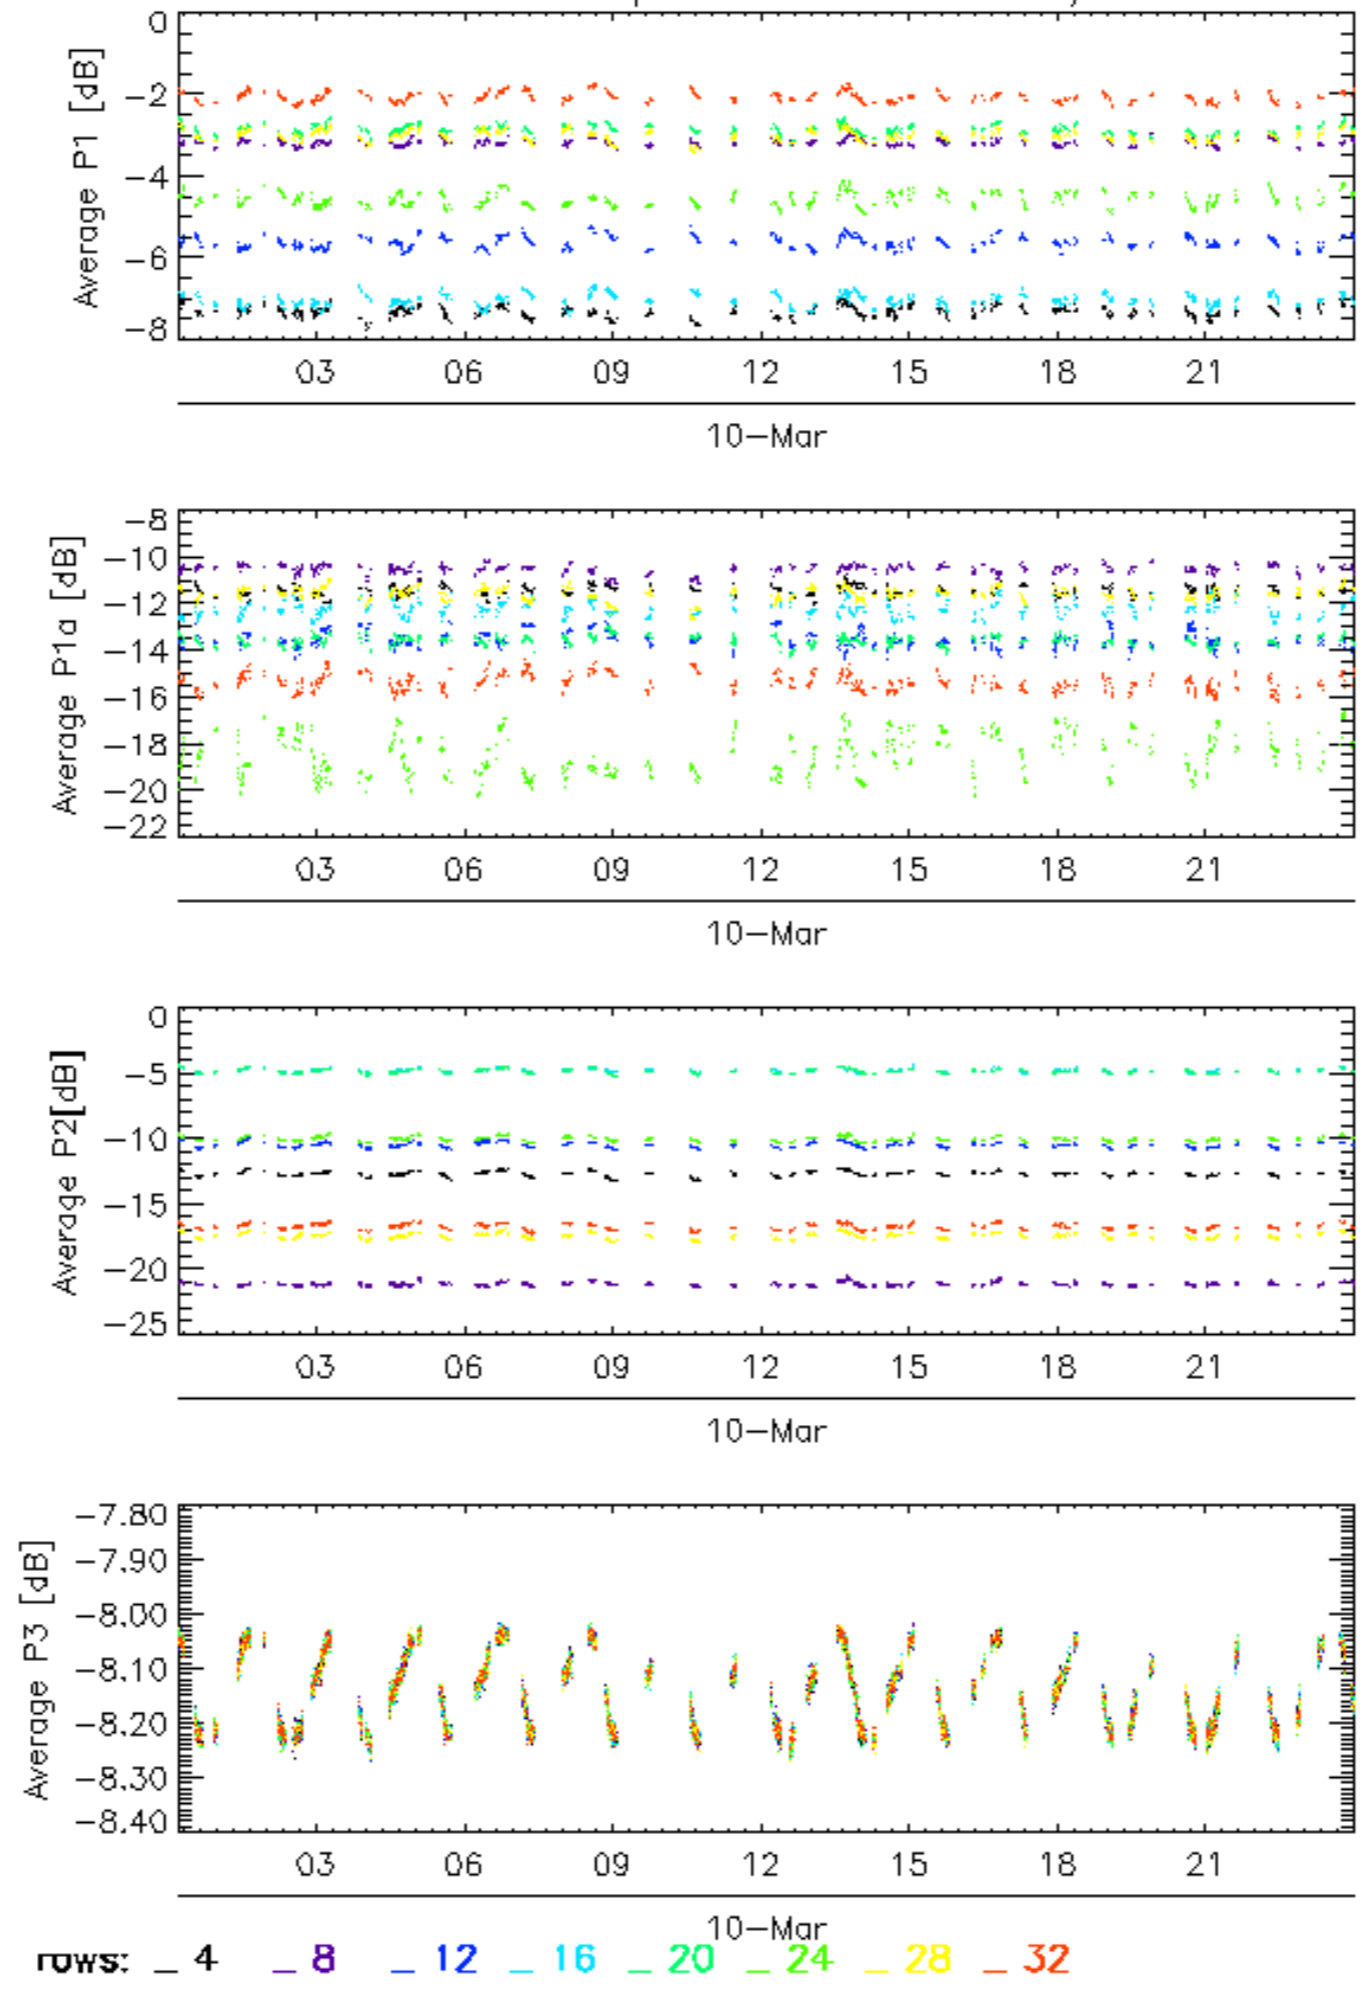 0
−2
−4
−6
−8
Average P1 [dB]
03 06 09 12 15 18 21
10−Mar
−8
−10
−12
−14
−16
−18
−20
−22
Average P1a [dB]
03 06 09 12 15 18 21
10−Mar
0
−5
−10
−15
−20
−25
Average P2[dB]
03 06 09 12 15 18 21
10−Mar
−7.80
−7.90
−8.00
−8.10
−8.20
−8.30
−8.40
Average P3 [dB]
03 06 09 12 15 18 21
10−Mar
rows: _ 4 _ 8 _ 12 _ 16 _ 20 _ 24 _ 28 _ 32